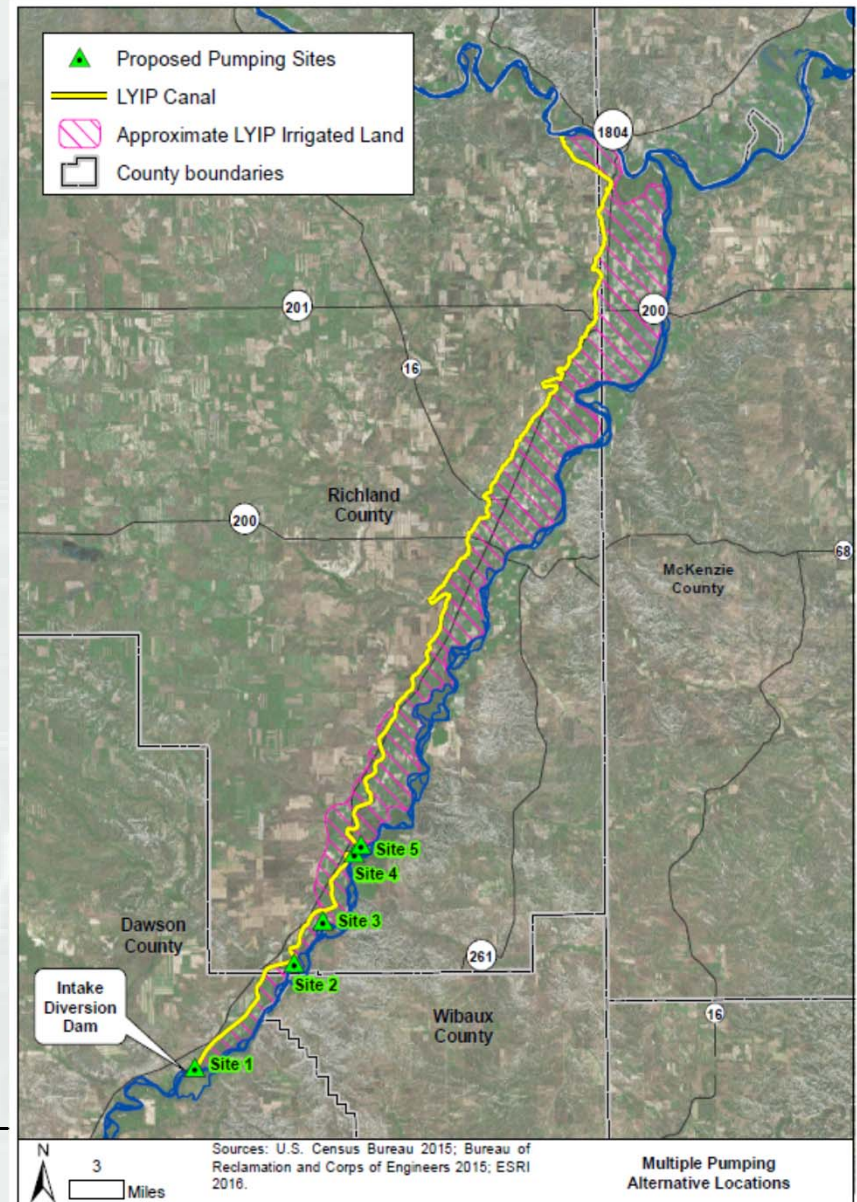 Proposed Pumping Sites
LYIP Canal
Approximate LYIP Irrigated Land
County boundaries
1804
201
200
16
Richland
County
200
68
McKenzie
County
Site 5
Site 4
Dawson
County
Site 3
261
Site 2
Intake
Diversion
Dam
Wibaux
County
16
Site 1
N
3
Miles
Sources: U.S. Census Bureau 2015; Bureau of
Reclamation and Corps of Engineers 2015; ESRI
2016.
Multiple Pumping
Alternative Locations